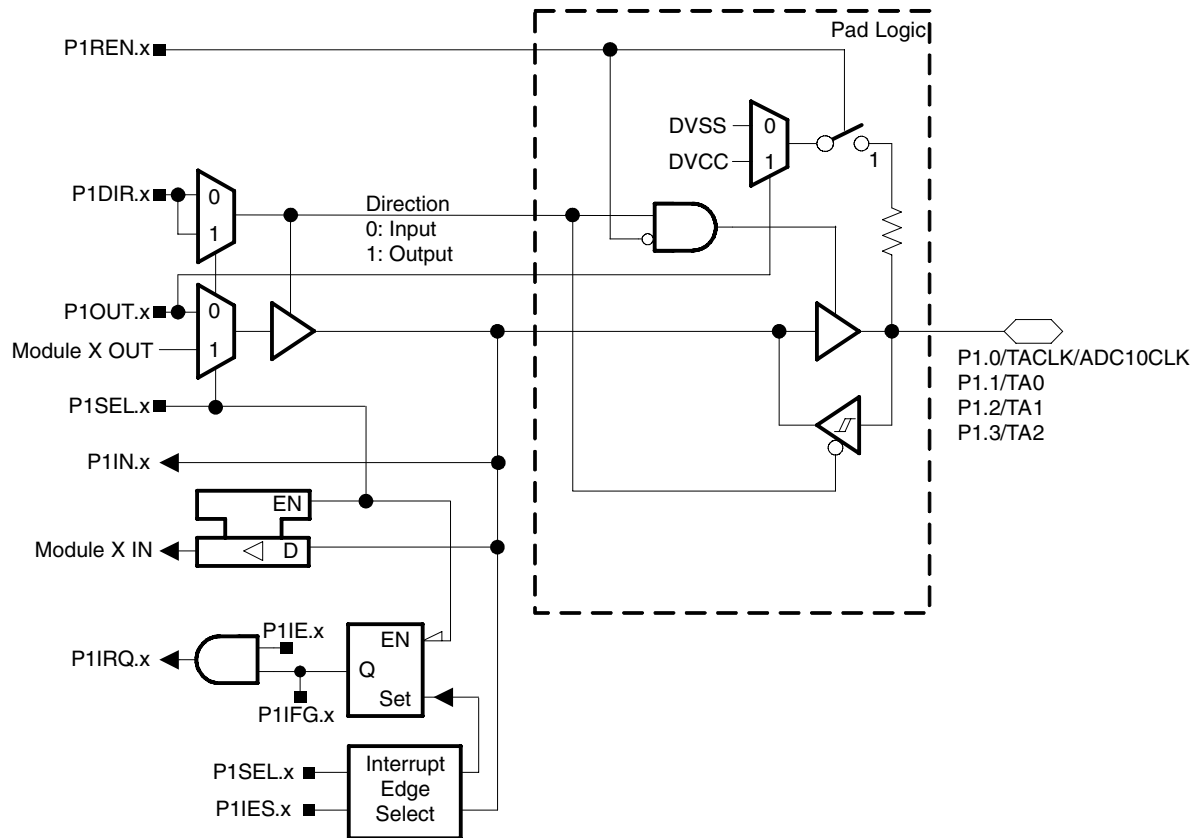 Pad Logic
P1REN.x
DVSS
0
DVCC
1
1
P1DIR.x
0
1
Direction
0: Input
1: Output
P1OUT.x
0
Module X OUT
1
P1.0/TACLK/ADC10CLK
P1.1/TA0
P1.2/TA1
P1.3/TA2
P1SEL.x
P1IN.x
EN
Module X IN
D
P1IE.x
EN
P1IRQ.x
Q
Set
P1IFG.x
P1SEL.x
Interrupt
Edge
Select
P1IES.x